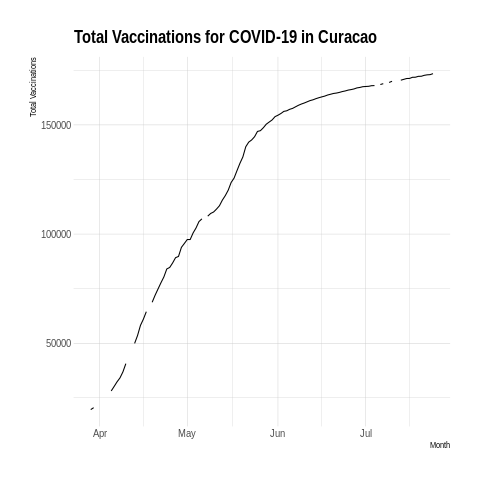 Total Vaccinations for COVID-19 in Curacao
Total Vaccinations
150000
100000
50000
Apr May Jun Jul
Month